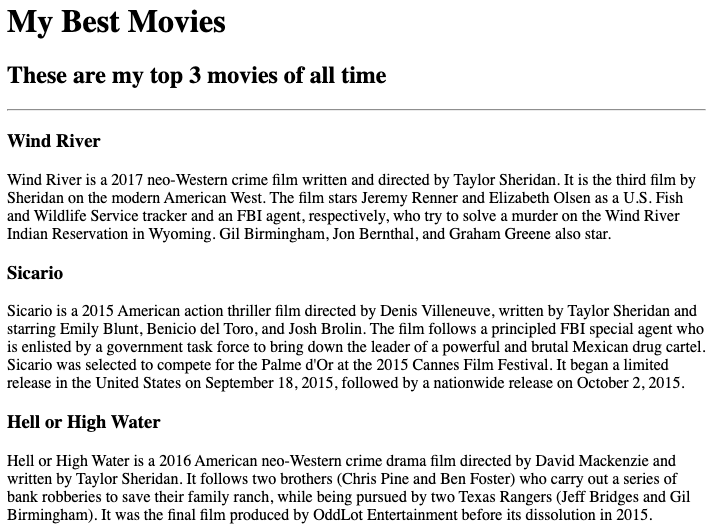 My Best Movies
These are my top 3 movies of all time
Wind River
Wind River is a 2017 neo-Western crime film written and directed by Taylor Sheridan. It is the third film by
Sheridan on the modern American West. The film stars Jeremy Renner and Elizabeth Olsen as a U.S. Fish
and Wildlife Service tracker and an FBI agent, respectively, who try to solve a murder on the Wind River
Indian Reservation in Wyoming. Gil Birmingham, Jon Bernthal, and Graham Greene also star.
Sicario
Sicario is a 2015 American action thriller film directed by Denis Villeneuve, written by Taylor Sheridan and
starring Emily Blunt, Benicio del Toro, and Josh Brolin. The film follows a principled FBI special agent who
is enlisted by a government task force to bring down the leader of a powerful and brutal Mexican drug cartel.
Sicario was selected to compete for the Palme d'Or at the 2015 Cannes Film Festival. It began a limited
release in the United States on September 18, 2015, followed by a nationwide release on October 2, 2015.
Hell or High Water
Hell or High Water is a 2016 American neo-Western crime drama film directed by David Mackenzie and
written by Taylor Sheridan. It follows two brothers (Chris Pine and Ben Foster) who carry out a series of
bank robberies to save their family ranch, while being pursued by two Texas Rangers (Jeff Bridges and Gil
Birmingham). It was the final film produced by OddLot Entertainment before its dissolution in 2015.